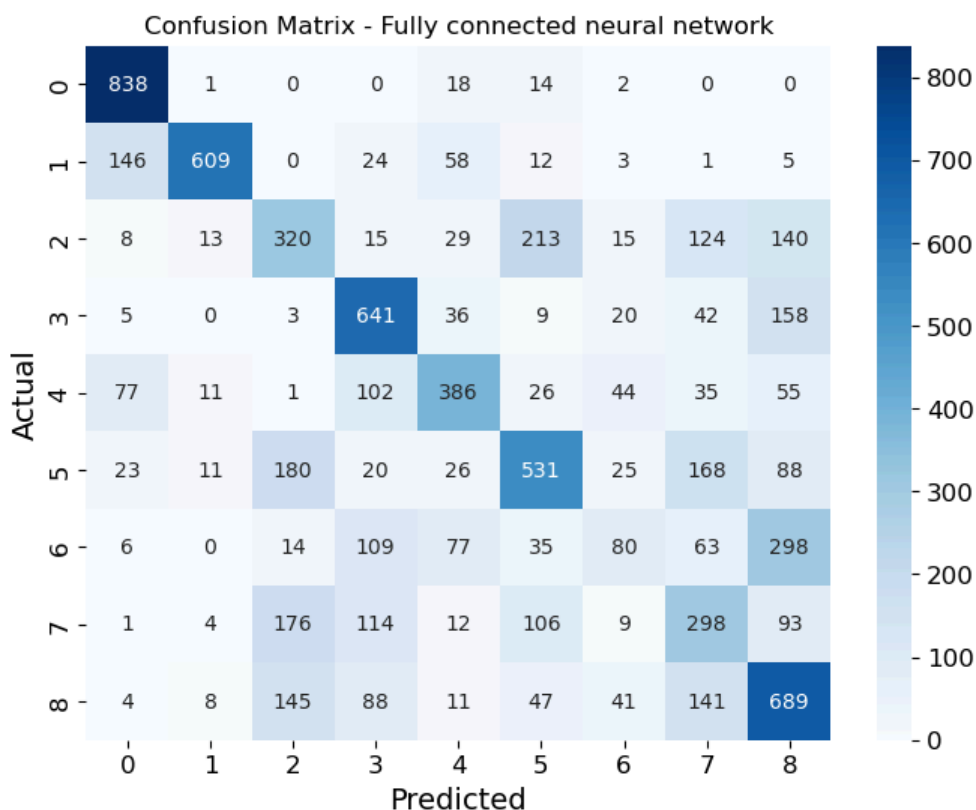 Confusion Matrix - Fully connected neural network
0 838 1 0 0 18 14 2 0 0
1 146 609 0 24 58 12 3 1 5
2 8 13 320 15 29 213 15 124 140
3 5 0 3 641 36 9 20 42 158
4 77 11 1 102 386 26 44 35 55
5 23 11 180 20 26 531 25 168 88
6 6 0 14 109 77 35 80 63 298
7 1 4 176 114 12 106 9 298 93
8 4 8 145 88 11 47 41 141 689
0 1 2 3 4 5 6 7 8
Predicted
Actual
800
700
600
500
400
300
200
100
0